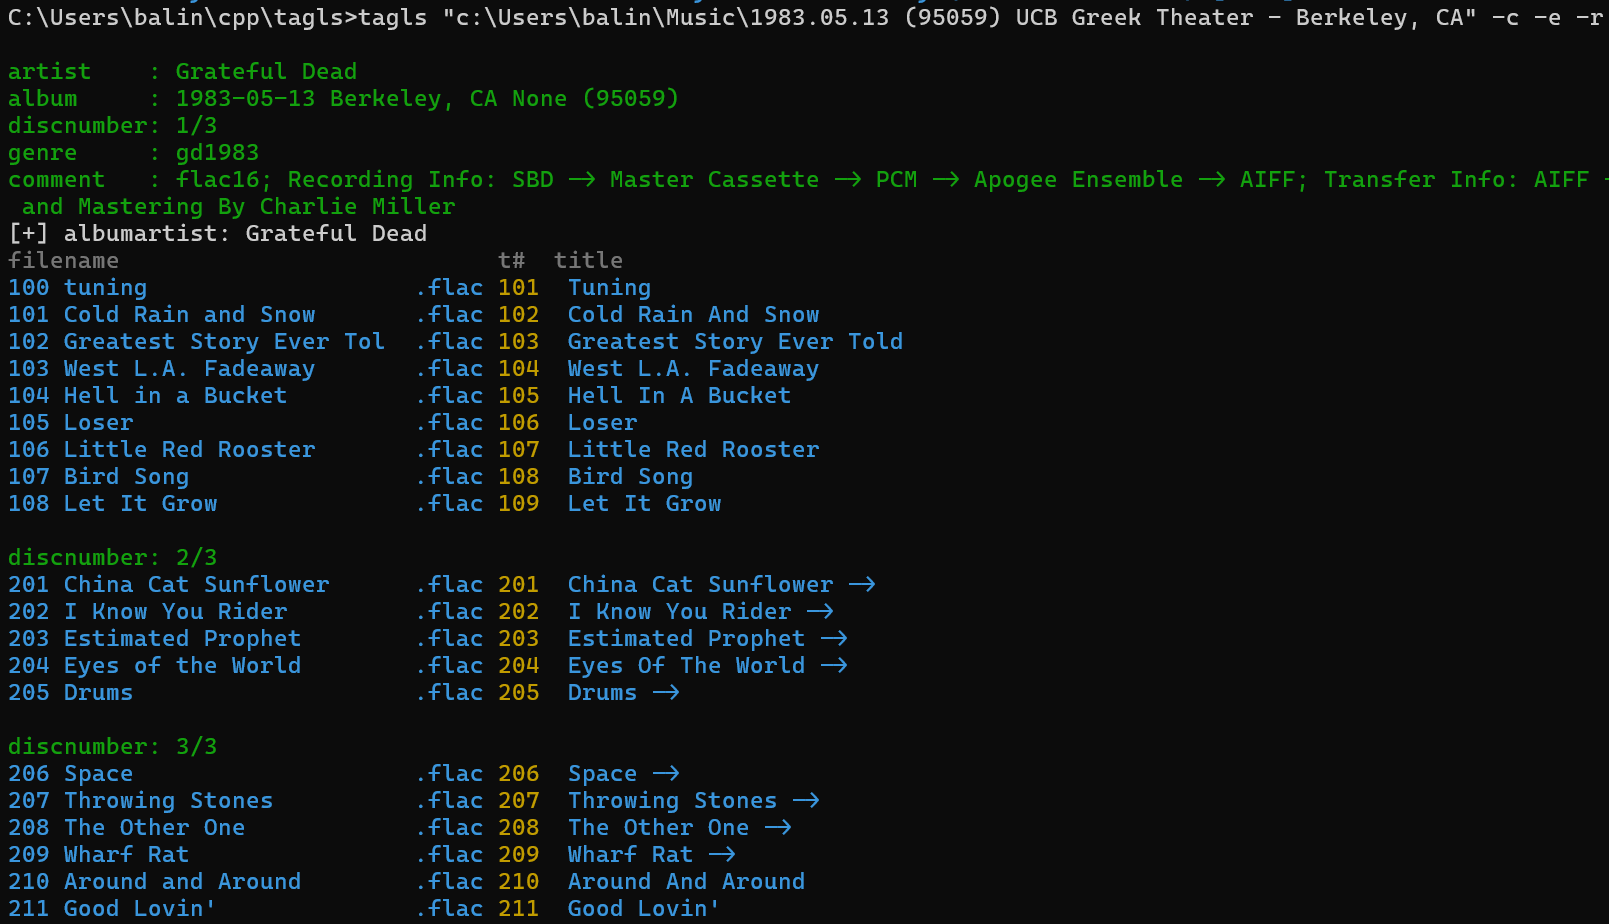 C:\Users\balin\cpp\tagls>tagls "c:\Users\balin\Music\1983.05.13 (95059) UCB Greek Theater - Berkeley, CA" -c -e -r
artist    : Grateful Dead
album     : 1983-05-13 Berkeley, CA None (95059)
discnumber: 1/3
genre     : gd1983
comment   : flac16; Recording Info: SBD --> Master Cassette --> PCM --> Apogee Ensemble --> AIFF; Transfer Info: AIFF -
 and Mastering By Charlie Miller
[+] albumartist: Grateful Dead
filename                           t#  title
100 tuning                   .flac 101  Tuning
101 Cold Rain and Snow       .flac 102  Cold Rain And Snow
102 Greatest Story Ever Tol  .flac 103  Greatest Story Ever Told
103 West L.A. Fadeaway       .flac 104  West L.A. Fadeaway
104 Hell in a Bucket         .flac 105  Hell In A Bucket
105 Loser                    .flac 106  Loser
106 Little Red Rooster       .flac 107  Little Red Rooster
107 Bird Song                .flac 108  Bird Song
108 Let It Grow              .flac 109  Let It Grow
discnumber: 2/3
201 China Cat Sunflower      .flac 201  China Cat Sunflower -->
202 I Know You Rider         .flac 202  I Know You Rider -->
203 Estimated Prophet        .flac 203  Estimated Prophet -->
204 Eyes of the World        .flac 204  Eyes Of The World -->
205 Drums                    .flac 205  Drums -->
discnumber: 3/3
206 Space                    .flac 206  Space -->
207 Throwing Stones          .flac 207  Throwing Stones -->
208 The Other One            .flac 208  The Other One -->
209 Wharf Rat                .flac 209  Wharf Rat -->
210 Around and Around        .flac 210  Around And Around
211 Good Lovin'              .flac 211  Good Lovin'